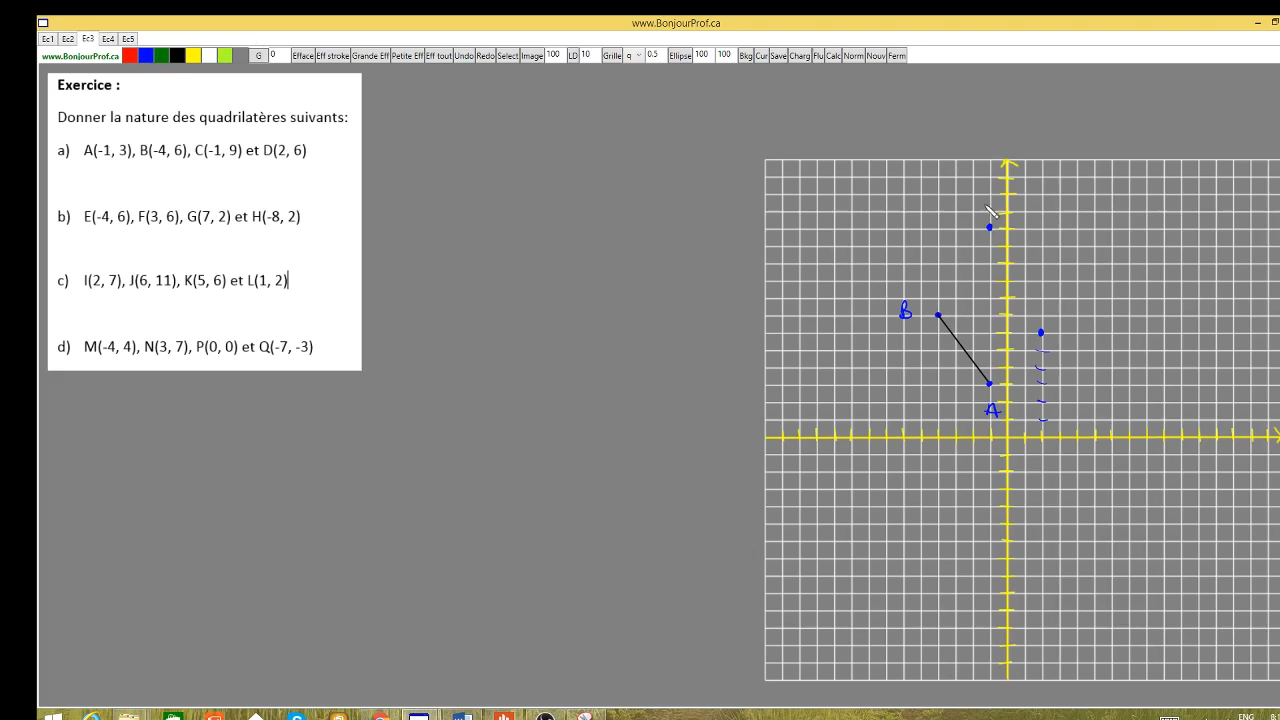 www.BonjourProf.ca
Ec1 Ec2 Ec3 Ec4 Ec5
www.BonjourProf.ca G 0 Efface Eff stroke Grande Eff Petite Eff Eff tout Undo Redo Select Image 100 LD 10 Grille q 0.5 Ellipse 100 100 Bkg Cur Save Charg Flu Calc Norm Nouv Ferm
Exercice :
Donner la nature des quadrilatères suivants:
a) A(-1, 3), B(-4, 6), C(-1, 9) et D(2, 6)
b) E(-4, 6), F(3, 6), G(7, 2) et H(-8, 2)
c) I(2, 7), J(6, 11), K(5, 6) et L(1, 2)
d) M(-4, 4), N(3, 7), P(0, 0) et Q(-7, -3)
B
A
ENG